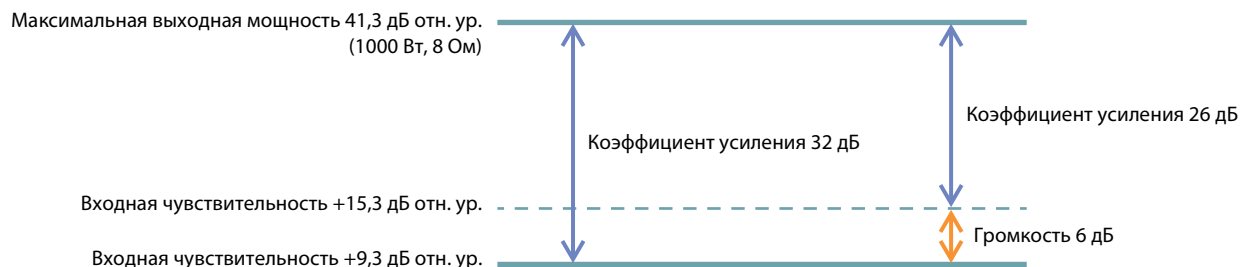 Максимальная выходная мощность 41,3 дБ отн. ур.
(1000 Вт, 8 Ом)
Коэффициент усиления 26 дБ
Коэффициент усиления 32 дБ
Входная чувствительность +15,3 дБ отн. ур.
Громкость 6 дБ
Входная чувствительность +9,3 дБ отн. ур.